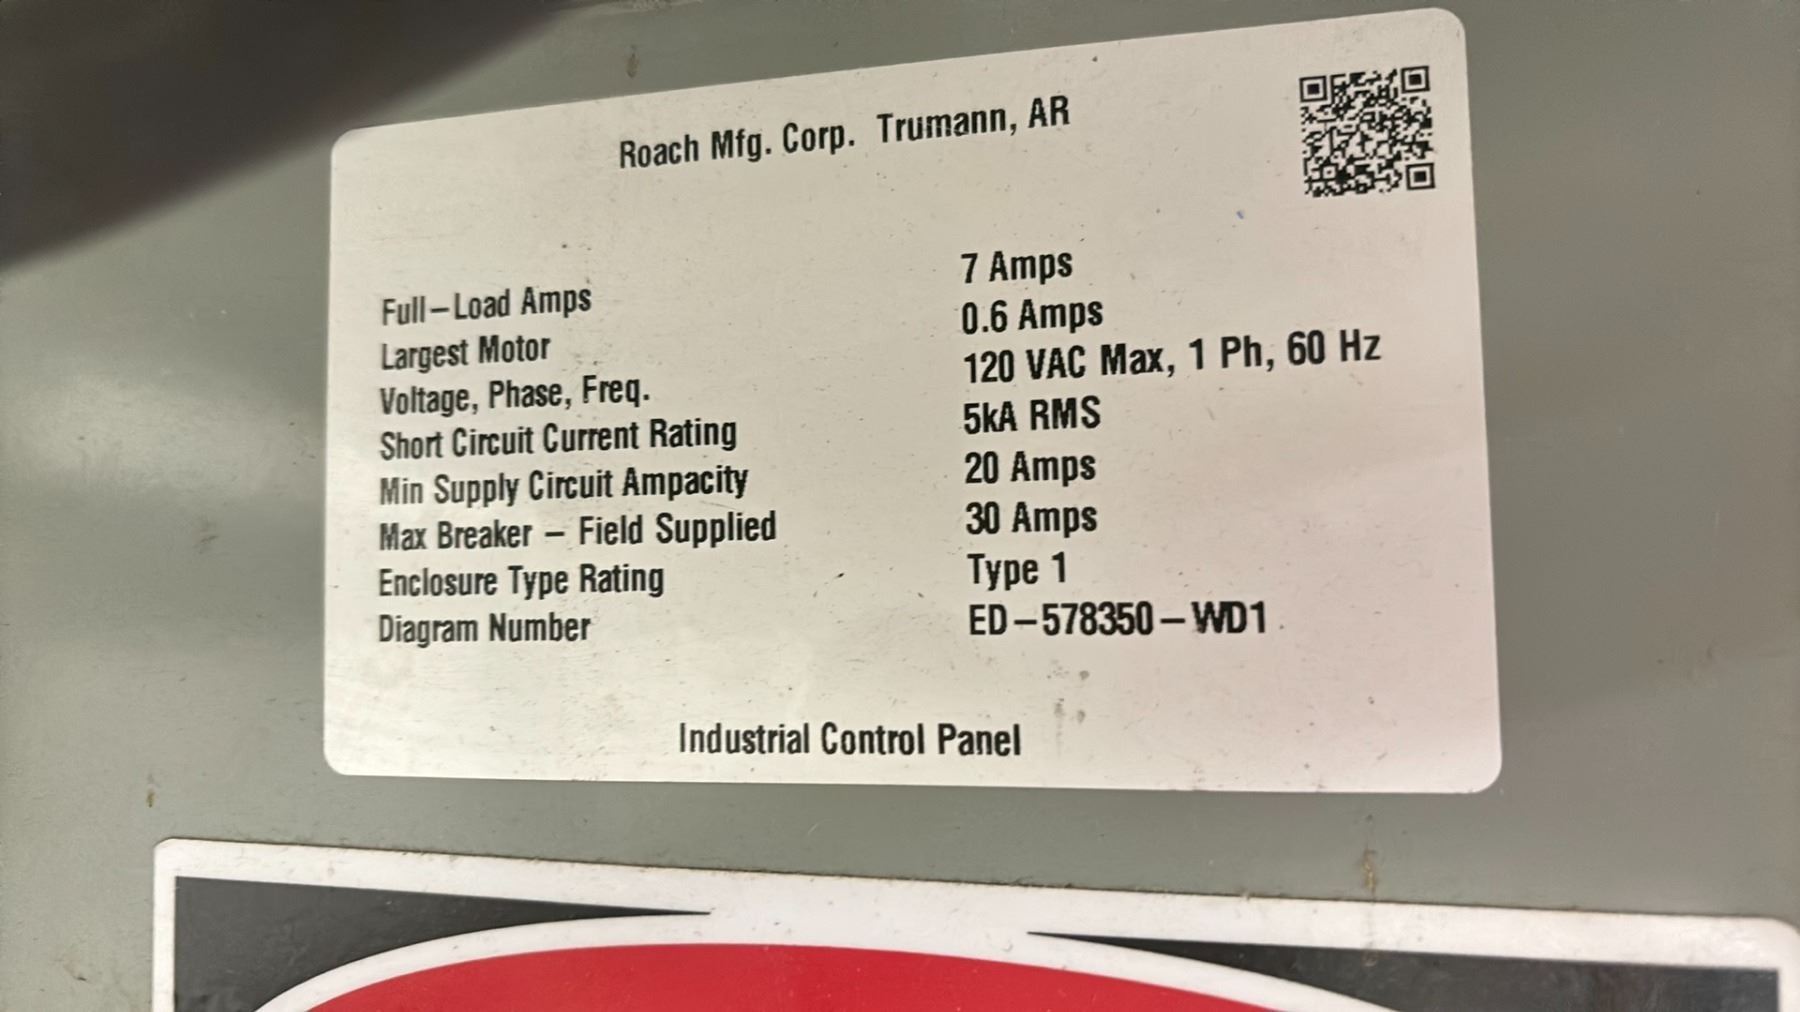 Roach Mfg. Corp. Trumann, AR
Full-Load Amps 7 Amps
Largest Motor 0.6 Amps
Voltage, Phase, Freq. 120 VAC Max, 1 Ph, 60 Hz
Short Circuit Current Rating 5kA RMS
Min Supply Circuit Ampacity 20 Amps
Max Breaker - Field Supplied 30 Amps
Enclosure Type Rating Type 1
Diagram Number ED-578350-WD1
Industrial Control Panel